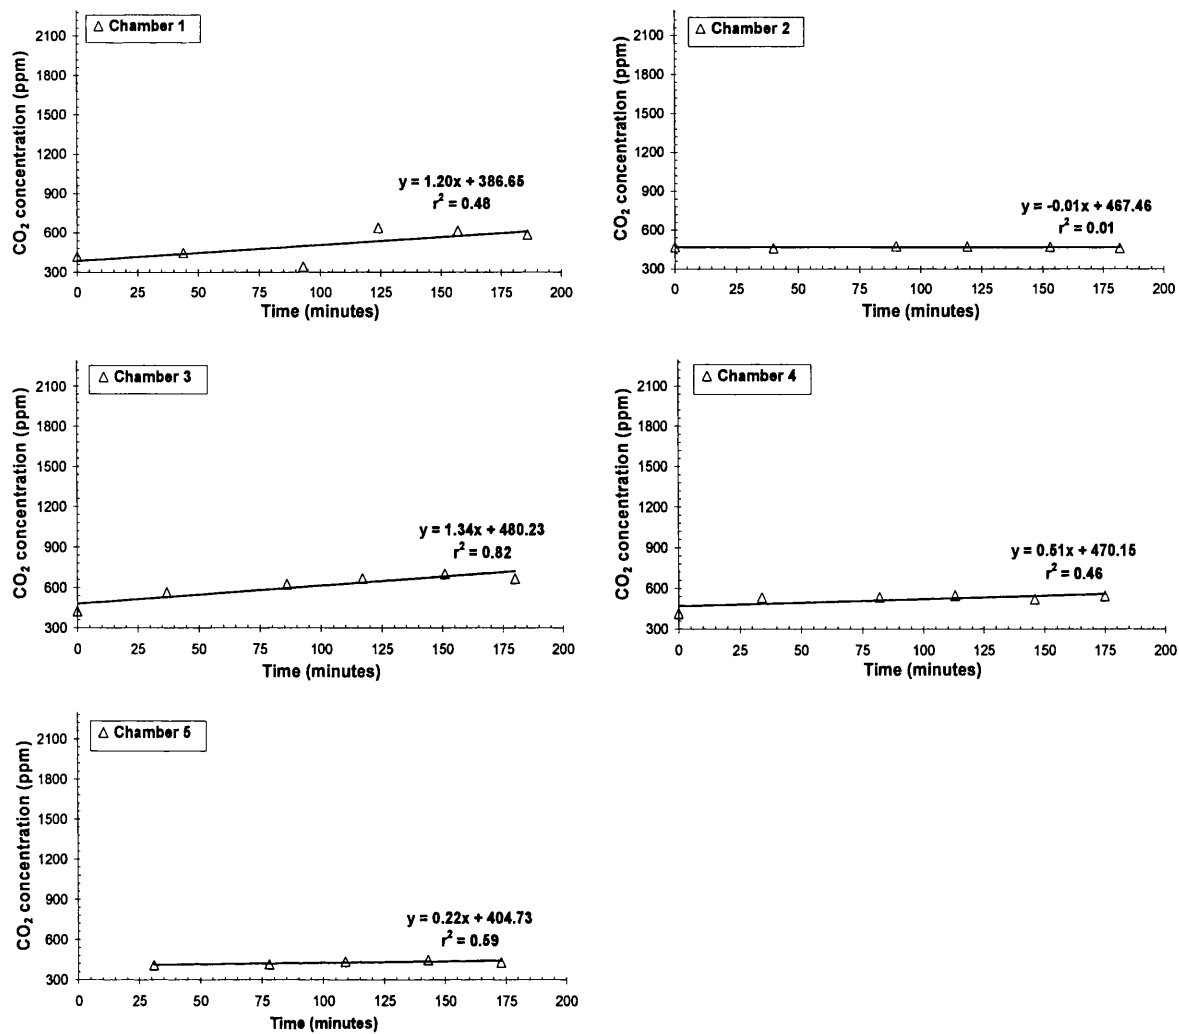 Chamber 1
CO₂ concentration (ppm)
2100
1800
1500
1200
900
600
300
y = 1.20x + 386.65
r² = 0.48
0 25 50 75 100 125 150 175 200
Time (minutes)
Chamber 2
CO₂ concentration (ppm)
2100
1800
1500
1200
900
600
300
y = -0.01x + 467.46
r² = 0.01
0 25 50 75 100 125 150 175 200
Time (minutes)
Chamber 3
CO₂ concentration (ppm)
2100
1800
1500
1200
900
600
300
y = 1.34x + 480.23
r² = 0.82
0 25 50 75 100 125 150 175 200
Time (minutes)
Chamber 4
CO₂ concentration (ppm)
2100
1800
1500
1200
900
600
300
y = 0.51x + 470.15
r² = 0.46
0 25 50 75 100 125 150 175 200
Time (minutes)
Chamber 5
CO₂ concentration (ppm)
2100
1800
1500
1200
900
600
300
y = 0.22x + 404.73
r² = 0.59
0 25 50 75 100 125 150 175 200
Time (minutes)